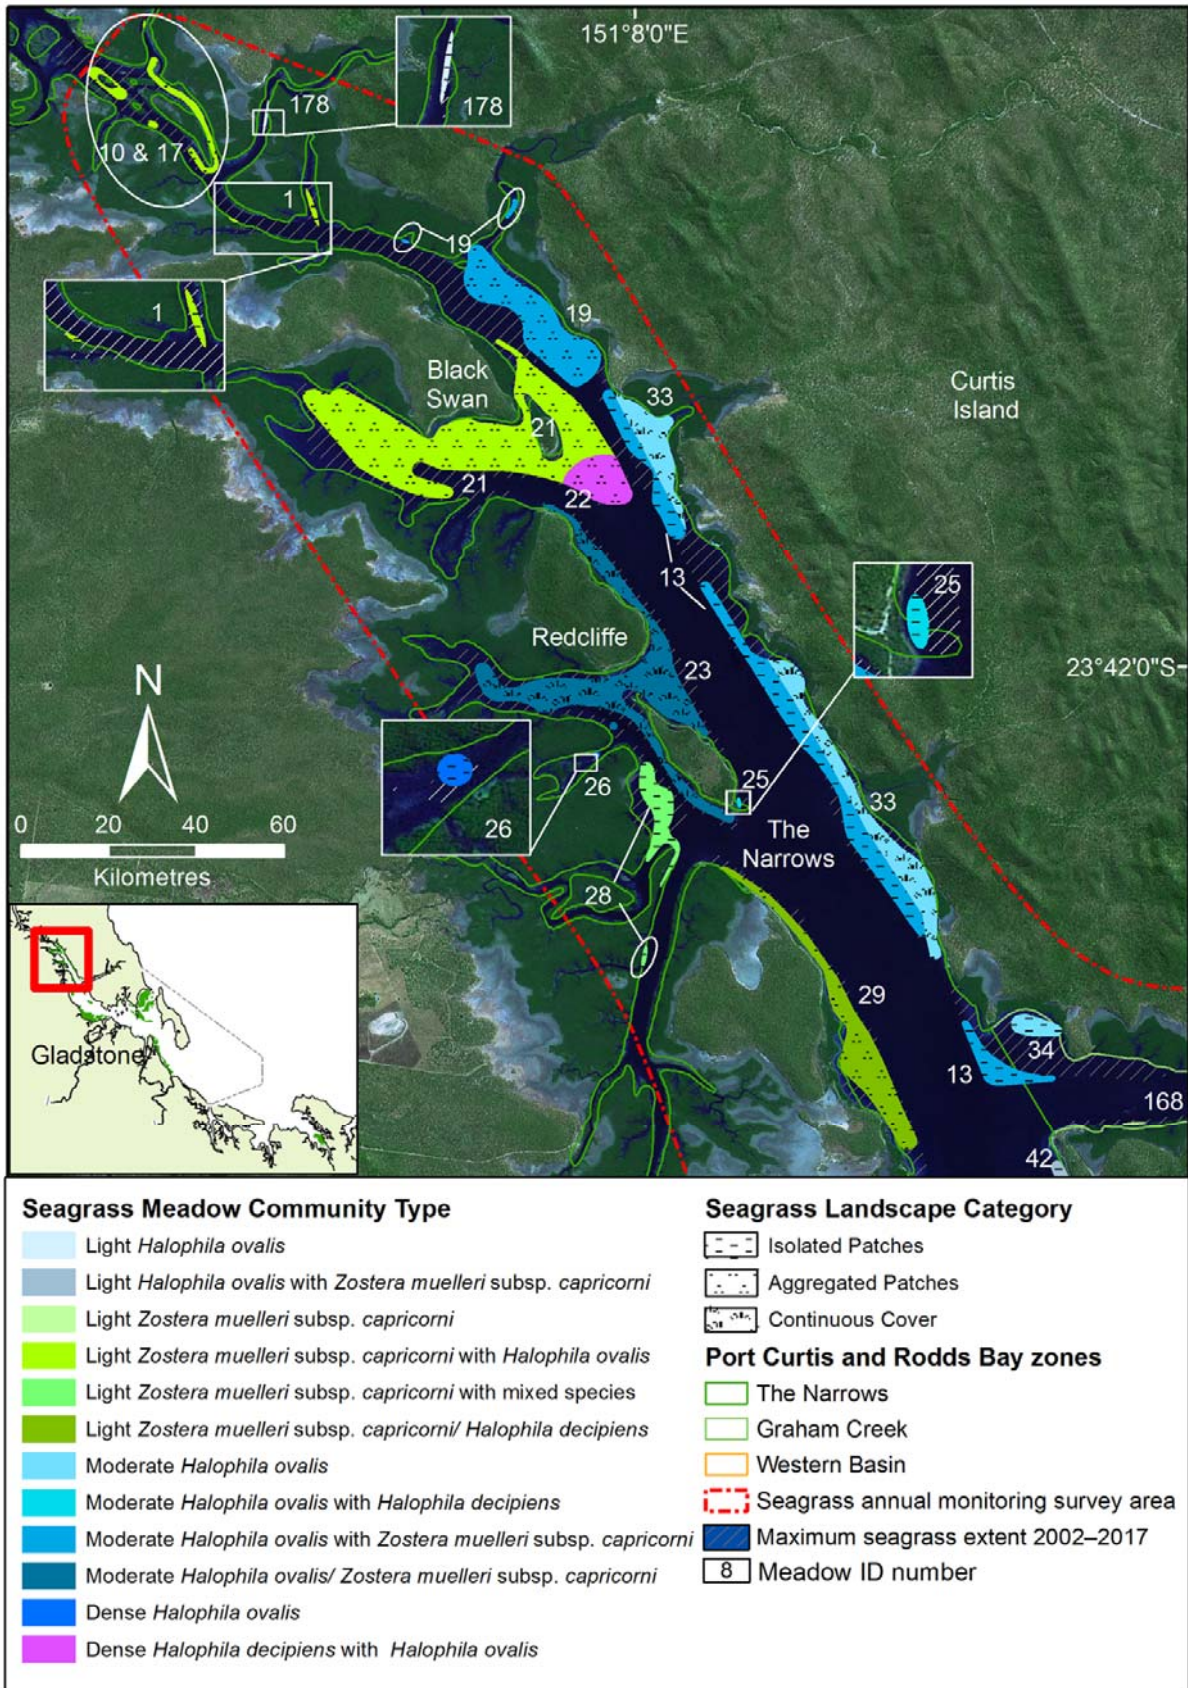 151°8'0"E
178
178
10 & 17
1
19
1
19
Black
Swan
33
Curtis
Island
21
21
22
13
25
Redcliffe
23°42'0"S
23
N
26
26
25
33
0 20 40 60
Kilometres
The
Narrows
28
29
34
13
168
42
Gladstone
Seagrass Meadow Community Type
Light Halophila ovalis
Light Halophila ovalis with Zostera muelleri subsp. capricorni
Light Zostera muelleri subsp. capricorni
Light Zostera muelleri subsp. capricorni with Halophila ovalis
Light Zostera muelleri subsp. capricorni with mixed species
Light Zostera muelleri subsp. capricorni/ Halophila decipiens
Moderate Halophila ovalis
Moderate Halophila ovalis with Halophila decipiens
Moderate Halophila ovalis with Zostera muelleri subsp. capricorni
Moderate Halophila ovalis/ Zostera muelleri subsp. capricorni
Dense Halophila ovalis
Dense Halophila decipiens with Halophila ovalis
Seagrass Landscape Category
Isolated Patches
Aggregated Patches
Continuous Cover
Port Curtis and Rodds Bay zones
The Narrows
Graham Creek
Western Basin
Seagrass annual monitoring survey area
Maximum seagrass extent 2002–2017
8 Meadow ID number